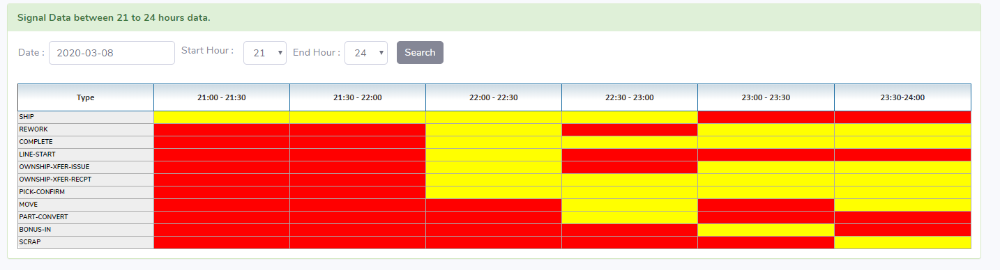 Signal Data between 21 to 24 hours data.
Date : 2020-03-08 Start Hour : 21 End Hour : 24 Search
Type 21:00 - 21:30 21:30 - 22:00 22:00 - 22:30 22:30 - 23:00 23:00 - 23:30 23:30-24:00
SHIP
REWORK
COMPLETE
LINE-START
OWNSHIP-XFER-ISSUE
OWNSHIP-XFER-RECPT
PICK-CONFIRM
MOVE
PART-CONVERT
BONUS-IN
SCRAP